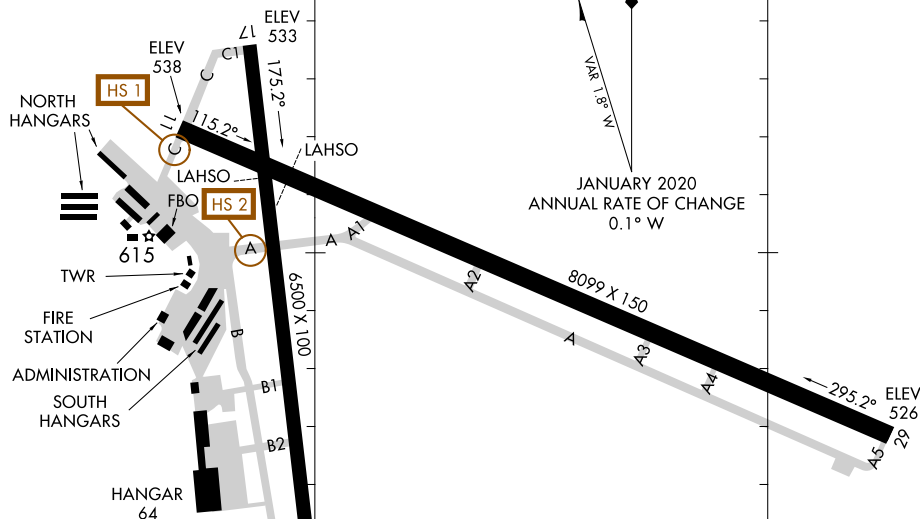 ELEV
533
17
C1
C
175.2°
ELEV
538
HS 1
11
C
115.2°
VAR 1.8° W
NORTH
HANGARS
LAHSO
LAHSO
JANUARY 2020
ANNUAL RATE OF CHANGE
0.1° W
FBO
HS 2
615
A
A
A1
TWR
A2
6500 X 100
8099 X 150
FIRE
STATION
B
A
A3
ADMINISTRATION
B1
A4
295.2°
ELEV
526
29
SOUTH
HANGARS
B2
A5
HANGAR
64